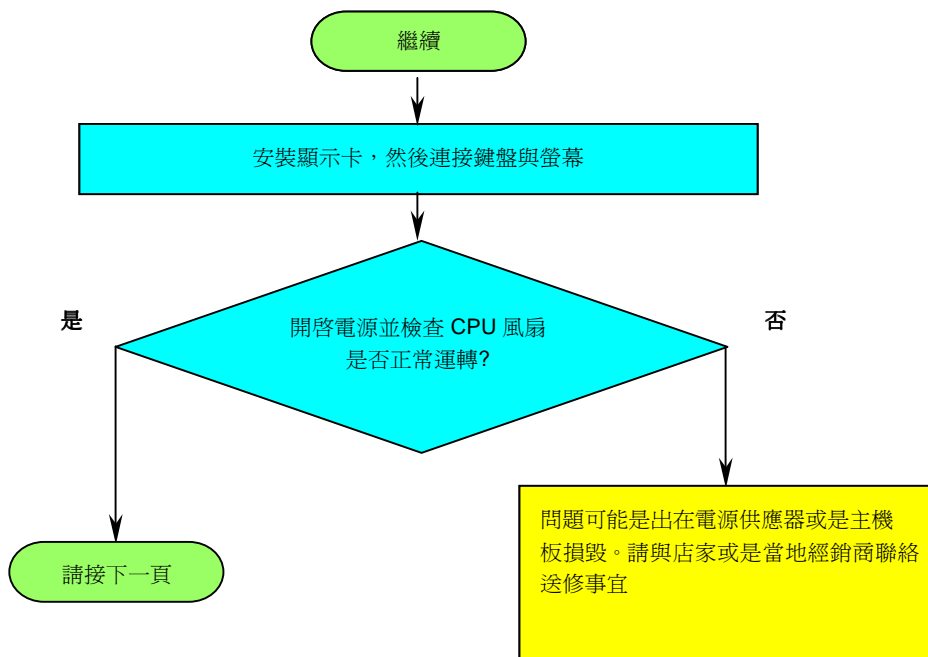 繼續
安裝顯示卡，然後連接鍵盤與螢幕
是
否
開啓電源並檢查 CPU 風扇
是否正常運轉?
問題可能是出在電源供應器或是主機
板損毀。請與店家或是當地經銷商聯絡
送修事宜
請接下一頁